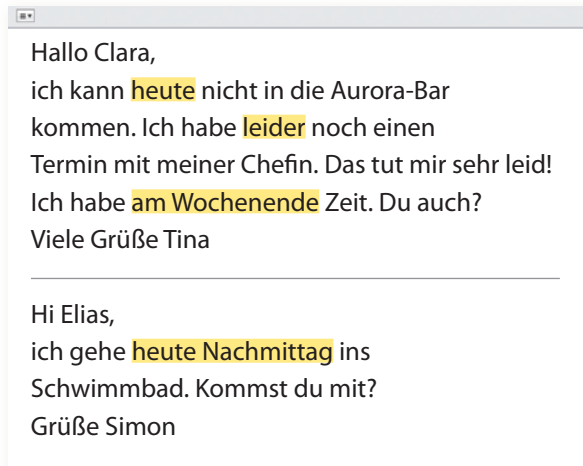 Hallo Clara,
ich kann heute nicht in die Aurora-Bar
kommen. Ich habe leider noch einen
Termin mit meiner Chefin. Das tut mir sehr leid!
Ich habe am Wochenende Zeit. Du auch?
Viele Grüße Tina
Hi Elias,
ich gehe heute Nachmittag ins
Schwimmbad. Kommst du mit?
Grüße Simon